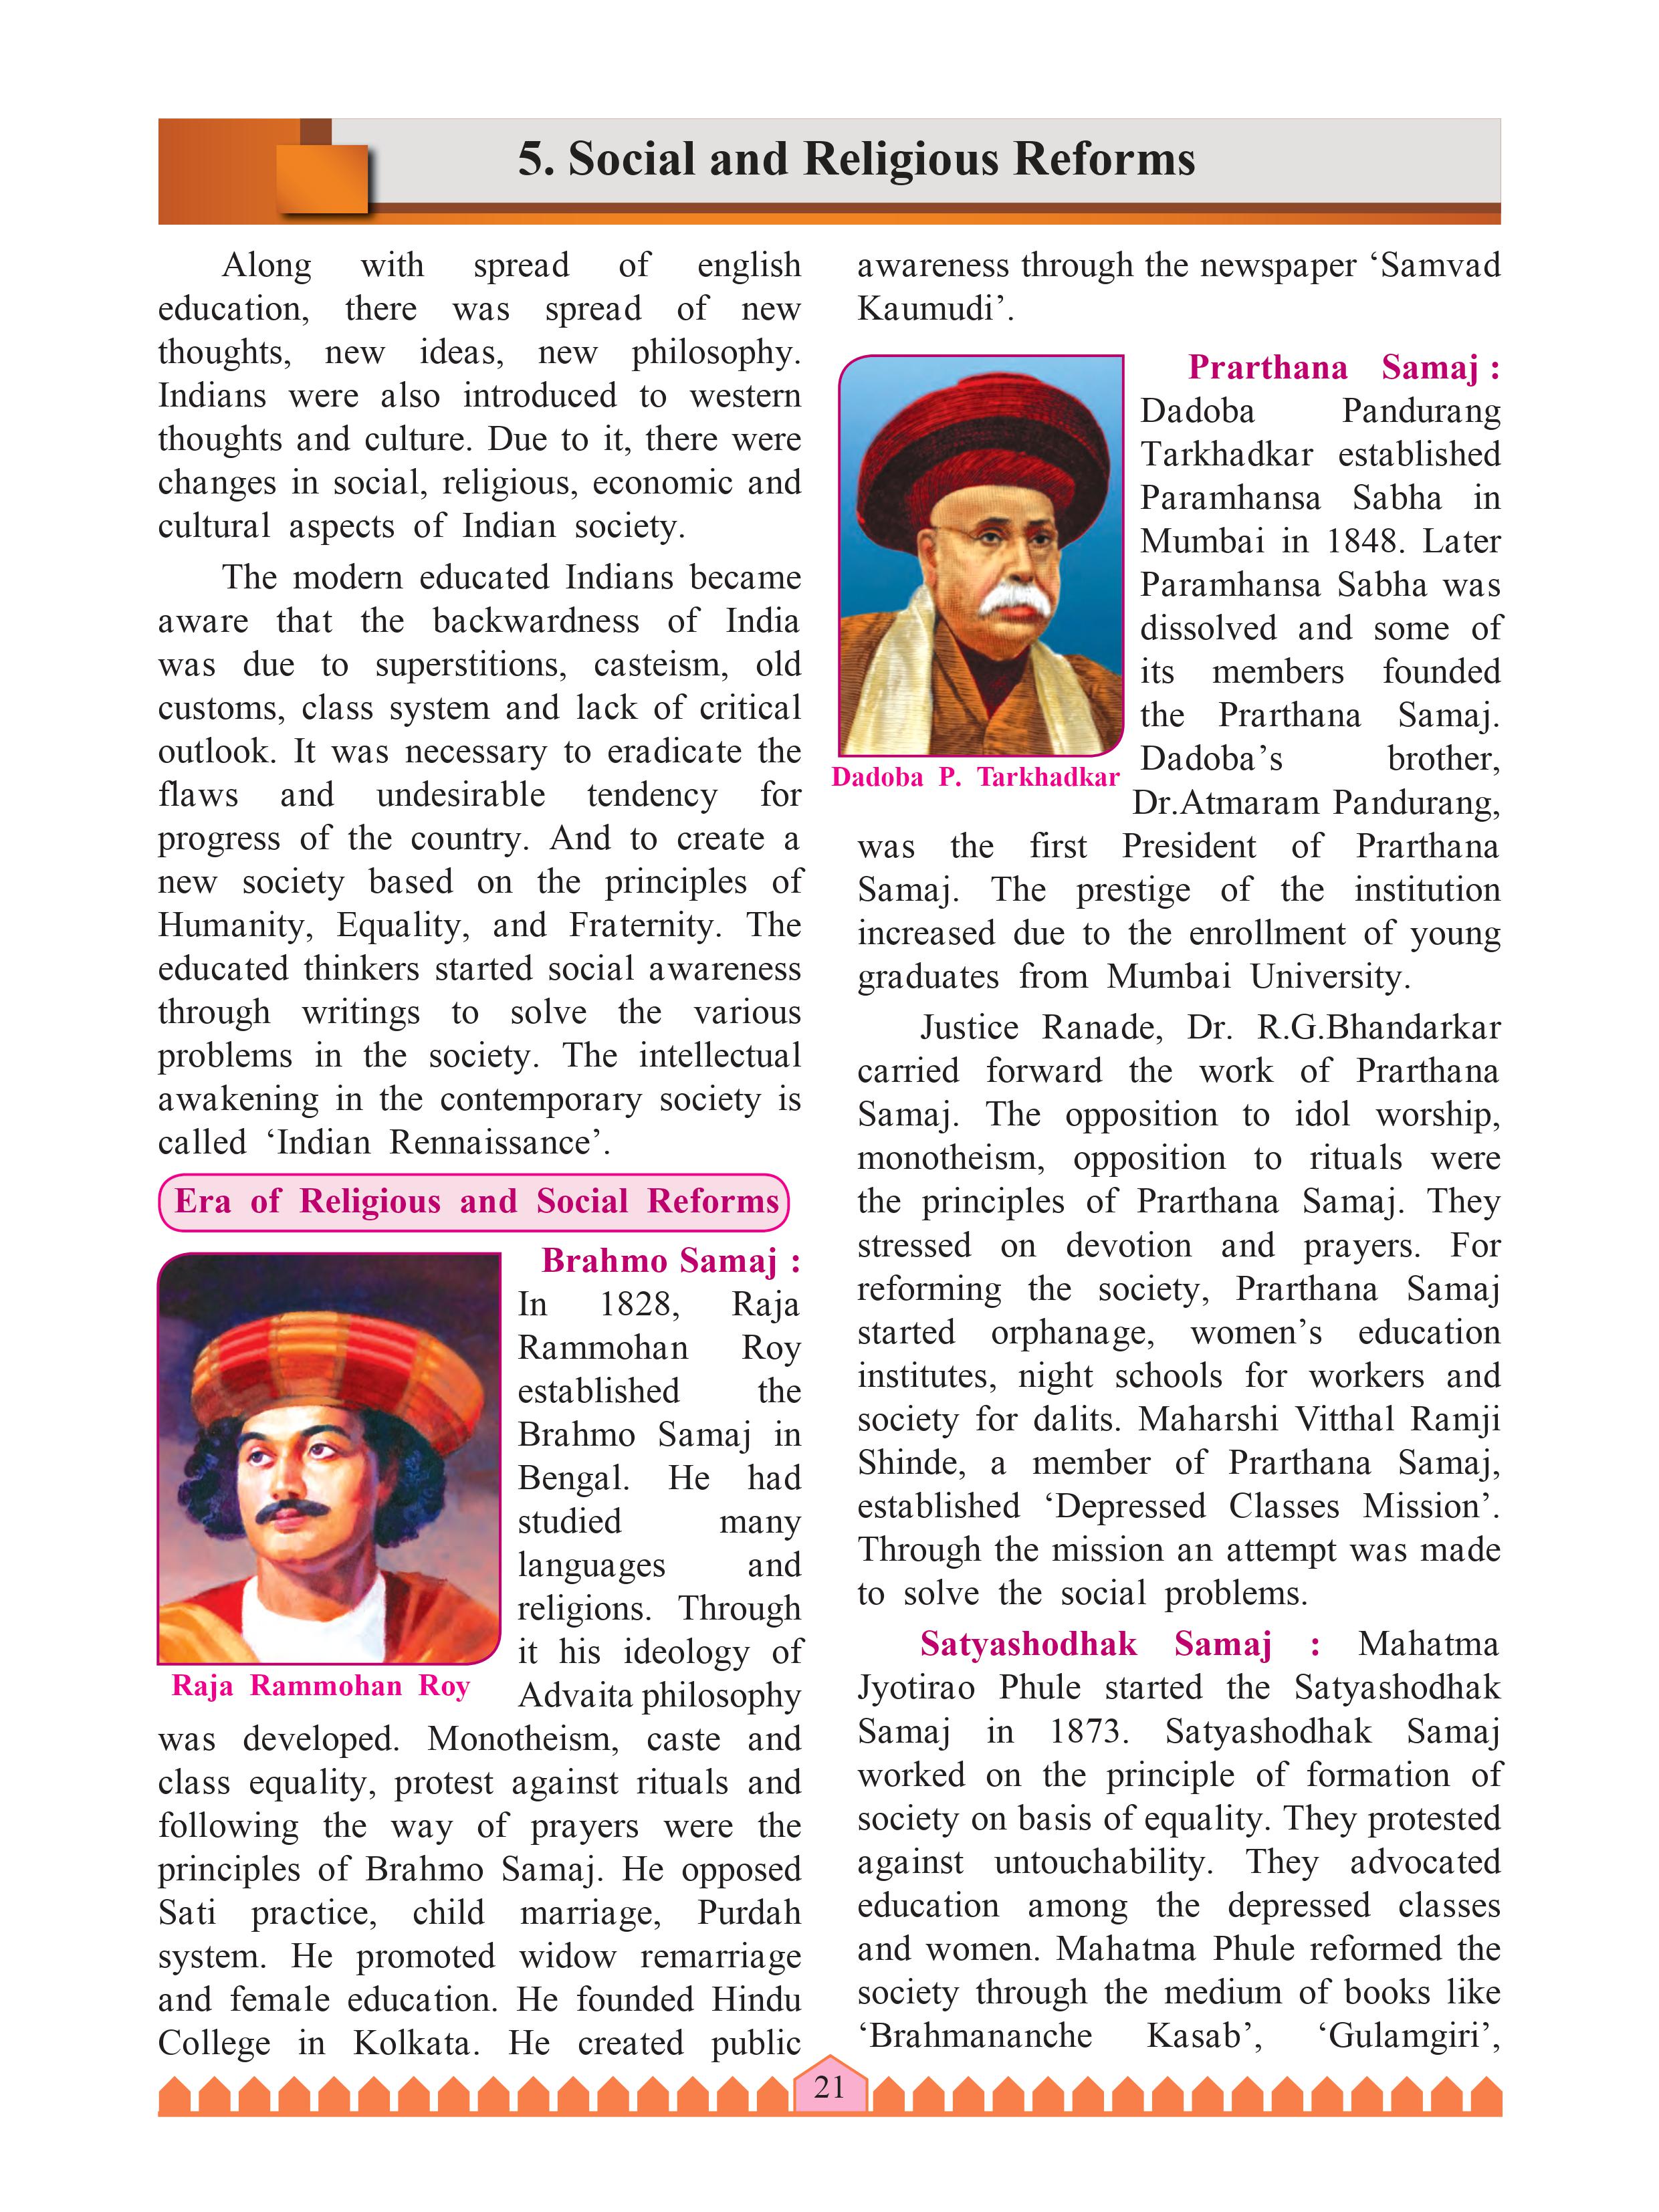 5. Social and Religious Reforms
Along with spread of english
education, there was spread of new
thoughts, new ideas, new philosophy.
Indians were also introduced to western
thoughts and culture. Due to it, there were
changes in social, religious, economic and
cultural aspects of Indian society.
The modern educated Indians became
aware that the backwardness of India
was due to superstitions, casteism, old
customs, class system and lack of critical
outlook. It was necessary to eradicate the
flaws and undesirable tendency for
progress of the country. And to create a
new society based on the principles of
Humanity, Equality, and Fraternity. The
educated thinkers started social awareness
through writings to solve the various
problems in the society. The intellectual
awakening in the contemporary society is
called ‘Indian Rennaissance’.
Era of Religious and Social Reforms
Brahmo Samaj :
In 1828, Raja
Rammohan Roy
established the
Brahmo Samaj in
Bengal. He had
studied many
languages and
religions. Through
it his ideology of
Advaita philosophy
Raja Rammohan Roy
was developed. Monotheism, caste and
class equality, protest against rituals and
following the way of prayers were the
principles of Brahmo Samaj. He opposed
Sati practice, child marriage, Purdah
system. He promoted widow remarriage
and female education. He founded Hindu
College in Kolkata. He created public
awareness through the newspaper ‘Samvad
Kaumudi’.
Prarthana Samaj :
Dadoba Pandurang
Tarkhadkar established
Paramhansa Sabha in
Mumbai in 1848. Later
Paramhansa Sabha was
dissolved and some of
its members founded
the Prarthana Samaj.
Dadoba’s brother,
Dadoba P. Tarkhadkar
Dr.Atmaram Pandurang,
was the first President of Prarthana
Samaj. The prestige of the institution
increased due to the enrollment of young
graduates from Mumbai University.
Justice Ranade, Dr. R.G.Bhandarkar
carried forward the work of Prarthana
Samaj. The opposition to idol worship,
monotheism, opposition to rituals were
the principles of Prarthana Samaj. They
stressed on devotion and prayers. For
reforming the society, Prarthana Samaj
started orphanage, women’s education
institutes, night schools for workers and
society for dalits. Maharshi Vitthal Ramji
Shinde, a member of Prarthana Samaj,
established ‘Depressed Classes Mission’.
Through the mission an attempt was made
to solve the social problems.
Satyashodhak Samaj : Mahatma
Jyotirao Phule started the Satyashodhak
Samaj in 1873. Satyashodhak Samaj
worked on the principle of formation of
society on basis of equality. They protested
against untouchability. They advocated
education among the depressed classes
and women. Mahatma Phule reformed the
society through the medium of books like
‘Brahmananche Kasab’, ‘Gulamgiri’,
21